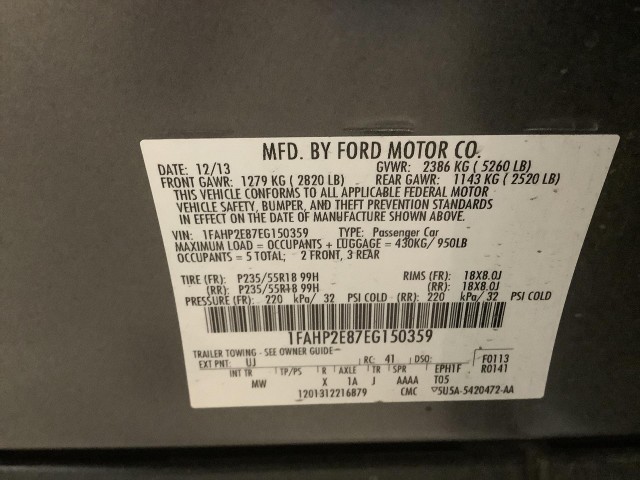 MFD. BY FORD MOTOR CO.
DATE: 12/13 GVWR: 2386 KG ( 5260 LB)
FRONT GAWR: 1279 KG ( 2820 LB) REAR GAWR: 1143 KG ( 2520 LB)
THIS VEHICLE CONFORMS TO ALL APPLICABLE FEDERAL MOTOR
VEHICLE SAFETY, BUMPER, AND THEFT PREVENTION STANDARDS
IN EFFECT ON THE DATE OF MANUFACTURE SHOWN ABOVE.
VIN: 1FAHP2E87EG150359 TYPE: Passenger Car
MAXIMUM LOAD = OCCUPANTS + LUGGAGE = 430KG/ 950LB
OCCUPANTS = 5 TOTAL; 2 FRONT, 3 REAR
TIRE (FR): P235/55R18 99H RIMS (FR): 18X8.0J
(RR): P235/55R18 99H (RR): 18X8.0J
PRESSURE (FR): 220 kPa/ 32 PSI COLD (RR): 220 kPa/ 32 PSI COLD
1FAHP2E87EG150359
TRAILER TOWING - SEE OWNER GUIDE
EXT PNT: UJ RC: 41 DSO: F0113
INT TR TP/PS R AXLE TR SPR EPH1F R0141
MW X 1A J AAAA T05
1201312216879 CMC 5U5A-5420472-AA